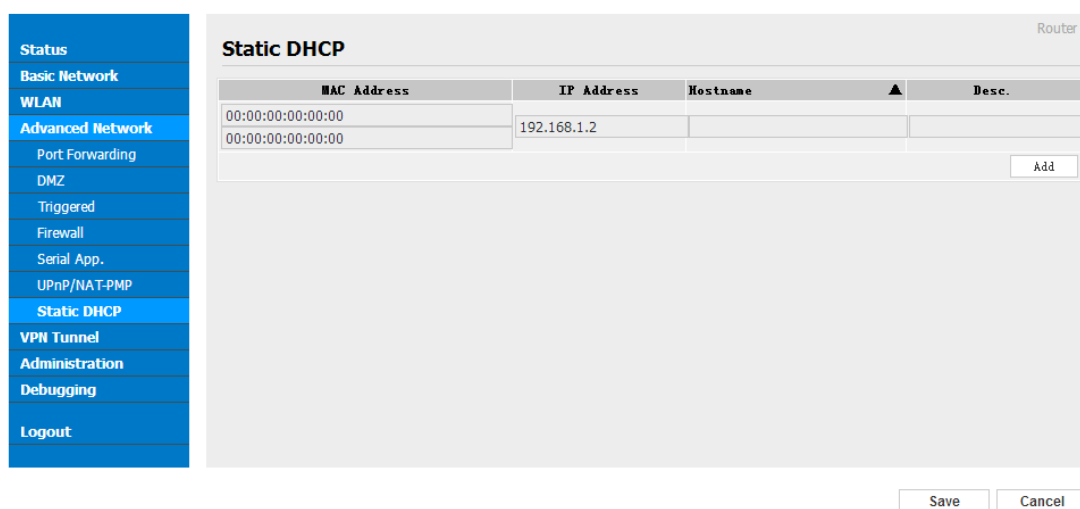 Router
Status
Basic Network
WLAN
Advanced Network
Port Forwarding
DMZ
Triggered
Firewall
Serial App.
UPnP/NAT-PMP
Static DHCP
VPN Tunnel
Administration
Debugging
Logout
Static DHCP
MAC Address IP Address Hostname ▲ Desc.
00:00:00:00:00:00
192.168.1.2
00:00:00:00:00:00
Add
Save Cancel